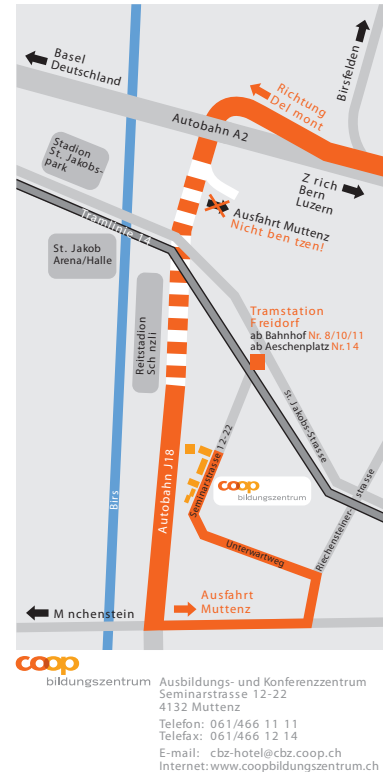 Basel
Deutschland
Birsfelden
Richtung
Del mont
Autobahn A2
Stadion
St. Jakobs-
park
Z rich
Bern
Luzern
Ausfahrt Muttenz
Nicht ben tzen!
Tramlinie 14
St. Jakob
Arena/Halle
Reitstadion
Sch nzli
Tramstation
Freidorf
ab Bahnhof Nr. 8/10/11
ab Aeschenplatz Nr.14
St. Jakobs-Strasse
Autobahn J18
Birs
Seminarstrasse 12-22
coop
bildungszentrum
Riechensteiner-strasse
Unterwartweg
Ausfahrt
Muttenz
M nchenstein
coop
bildungszentrum
Ausbildungs- und Konferenzzentrum
Seminarstrasse 12-22
4132 Muttenz
Telefon: 061/466 11 11
Telefax: 061/466 12 14
E-mail: cbz-hotel@cbz.coop.ch
Internet: www.coopbildungszentrum.ch